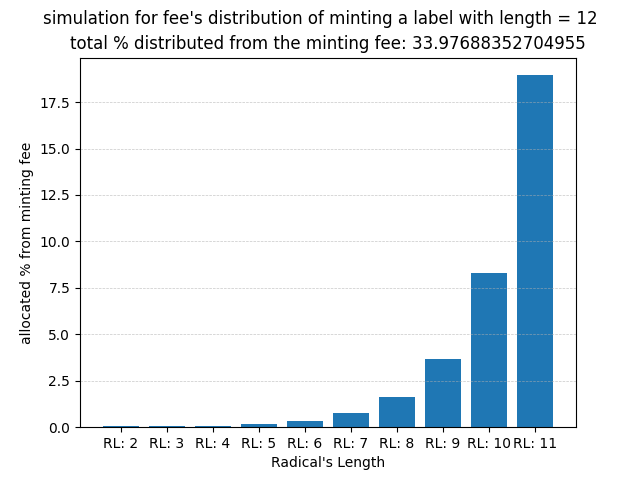 simulation for fee's distribution of minting a label with length = 12
total % distributed from the minting fee: 33.97688352704955
allocated % from minting fee
17.5
15.0
12.5
10.0
7.5
5.0
2.5
0.0
RL: 2 RL: 3 RL: 4 RL: 5 RL: 6 RL: 7 RL: 8 RL: 9 RL: 10 RL: 11
Radical's Length